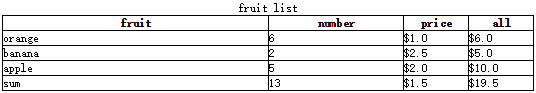 fruit list
fruit number price all
orange 6 $1.0 $6.0
banana 2 $2.5 $5.0
apple 5 $2.0 $10.0
sum 13 $1.5 $19.5